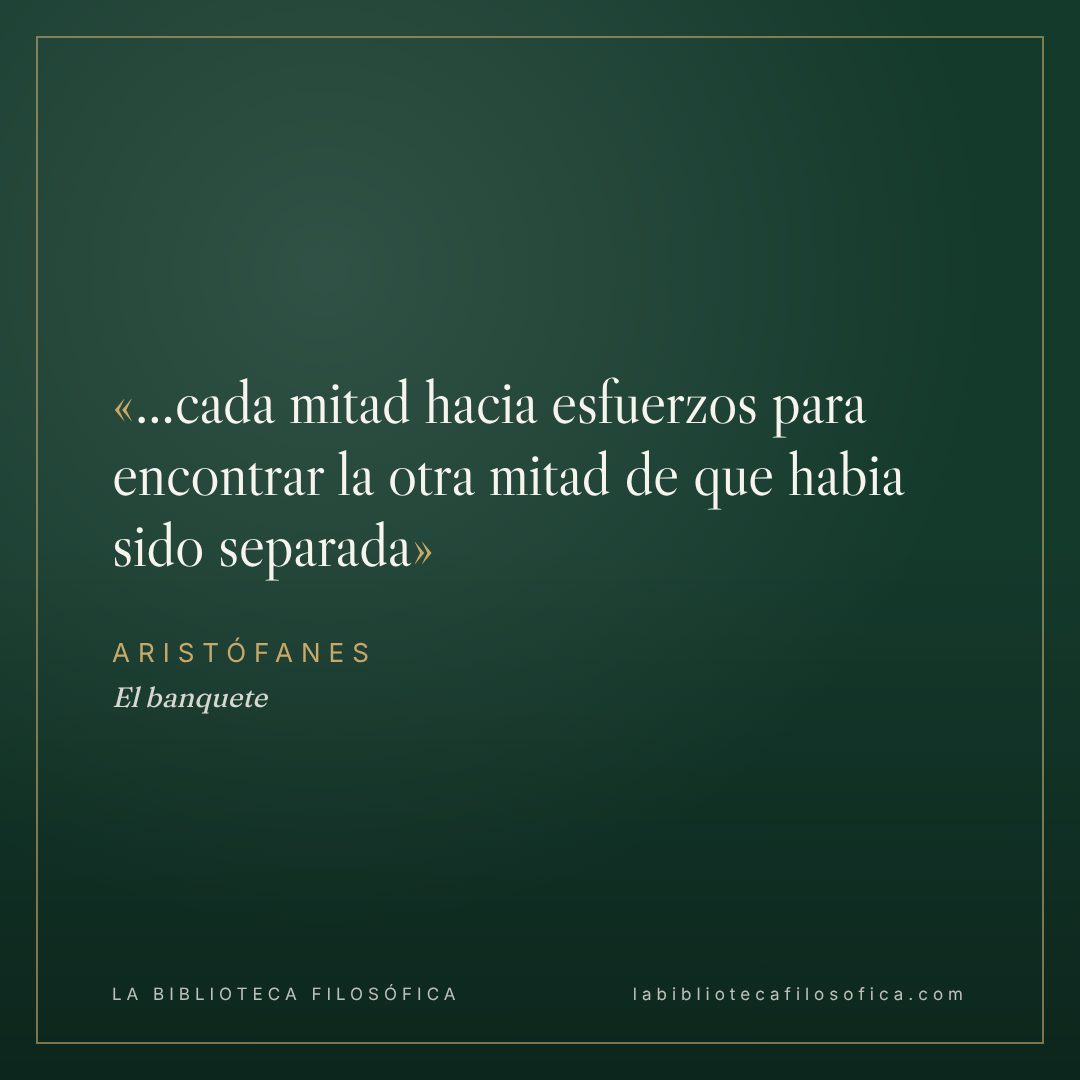 «...cada mitad hacia esfuerzos para
encontrar la otra mitad de que habia
sido separada»
ARISTÓFANES
El banquete
LA BIBLIOTECA FILOSÓFICA
labibliotecafilosofica.com